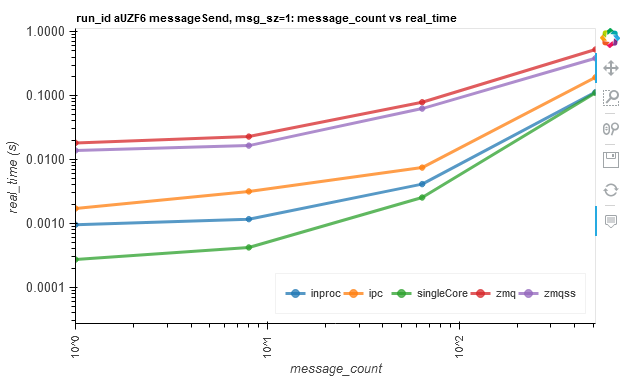 run_id aUZF6 messageSend, msg_sz=1: message_count vs real_time
1.0000
0.1000
0.0100
0.0010
0.0001
real_time (s)
inproc ipc singleCore zmq zmqss
10^0 10^1 10^2
message_count